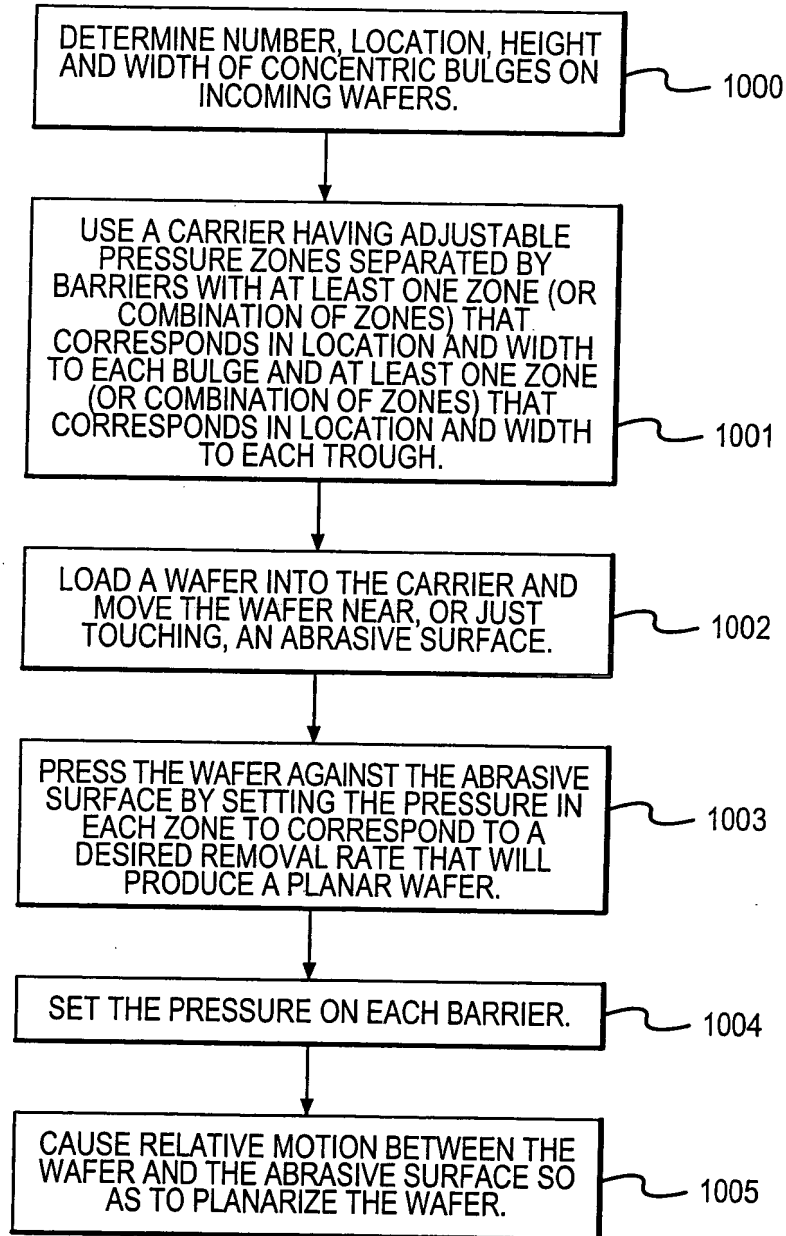 DETERMINE NUMBER, LOCATION, HEIGHT
AND WIDTH OF CONCENTRIC BULGES ON
INCOMING WAFERS.
1000
USE A CARRIER HAVING ADJUSTABLE
PRESSURE ZONES SEPARATED BY
BARRIERS WITH AT LEAST ONE ZONE (OR
COMBINATION OF ZONES) THAT
CORRESPONDS IN LOCATION AND WIDTH
TO EACH BULGE AND AT LEAST ONE ZONE
(OR COMBINATION OF ZONES) THAT
CORRESPONDS IN LOCATION AND WIDTH
TO EACH TROUGH.
1001
LOAD A WAFER INTO THE CARRIER AND
MOVE THE WAFER NEAR, OR JUST
TOUCHING, AN ABRASIVE SURFACE.
1002
PRESS THE WAFER AGAINST THE ABRASIVE
SURFACE BY SETTING THE PRESSURE IN
EACH ZONE TO CORRESPOND TO A
DESIRED REMOVAL RATE THAT WILL
PRODUCE A PLANAR WAFER.
1003
SET THE PRESSURE ON EACH BARRIER.
1004
CAUSE RELATIVE MOTION BETWEEN THE
WAFER AND THE ABRASIVE SURFACE SO
AS TO PLANARIZE THE WAFER.
1005